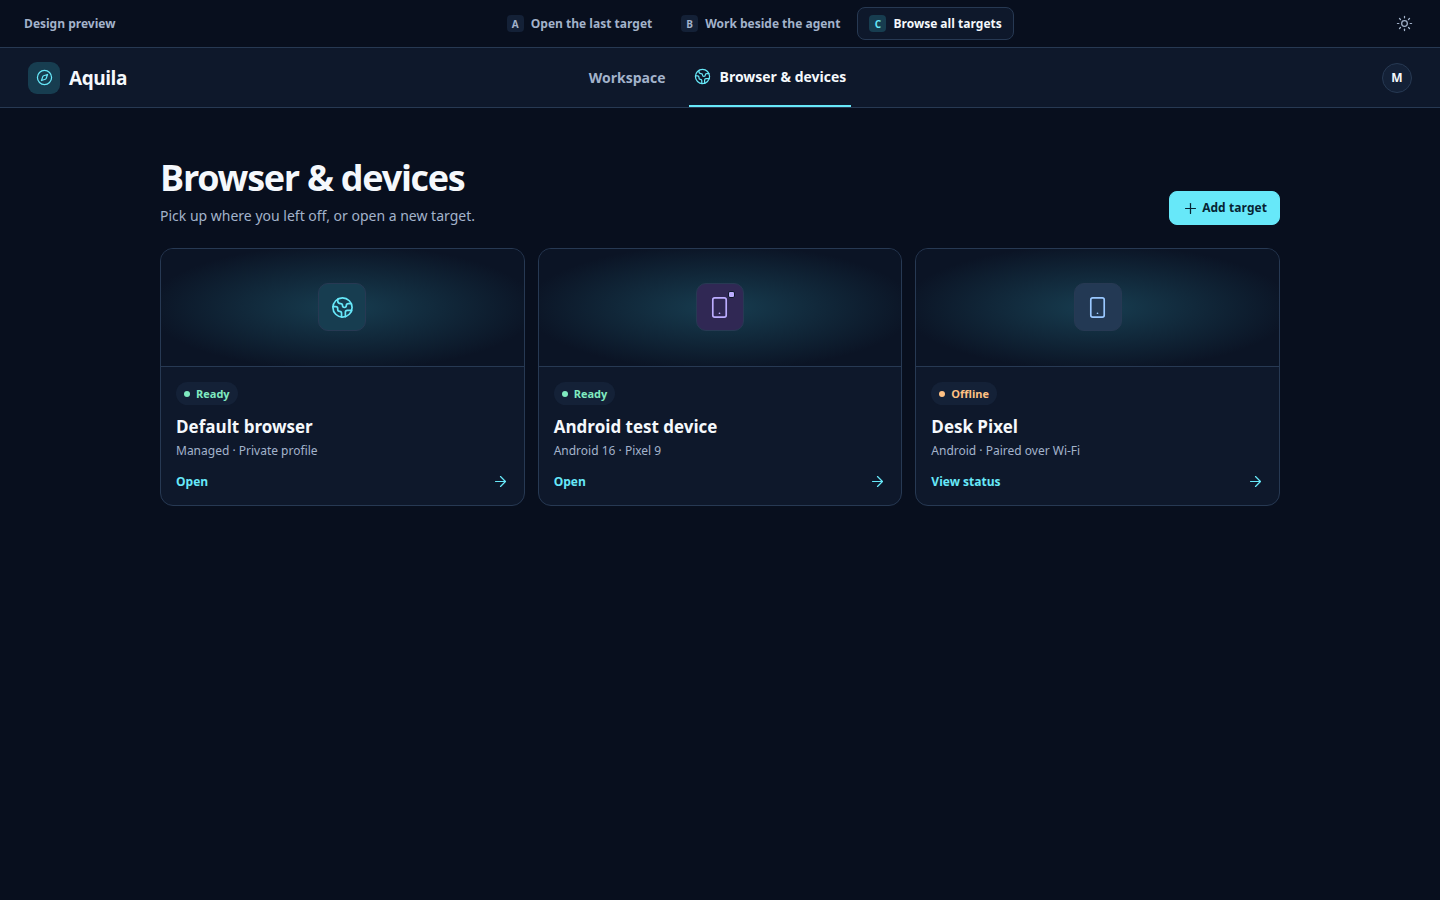 Design preview
A Open the last target
B Work beside the agent
C Browse all targets
Aquila
Workspace
Browser & devices
M
Browser & devices
Pick up where you left off, or open a new target.
Add target
Ready
Default browser
Managed · Private profile
Open
Ready
Android test device
Android 16 · Pixel 9
Open
Offline
Desk Pixel
Android · Paired over Wi-Fi
View status